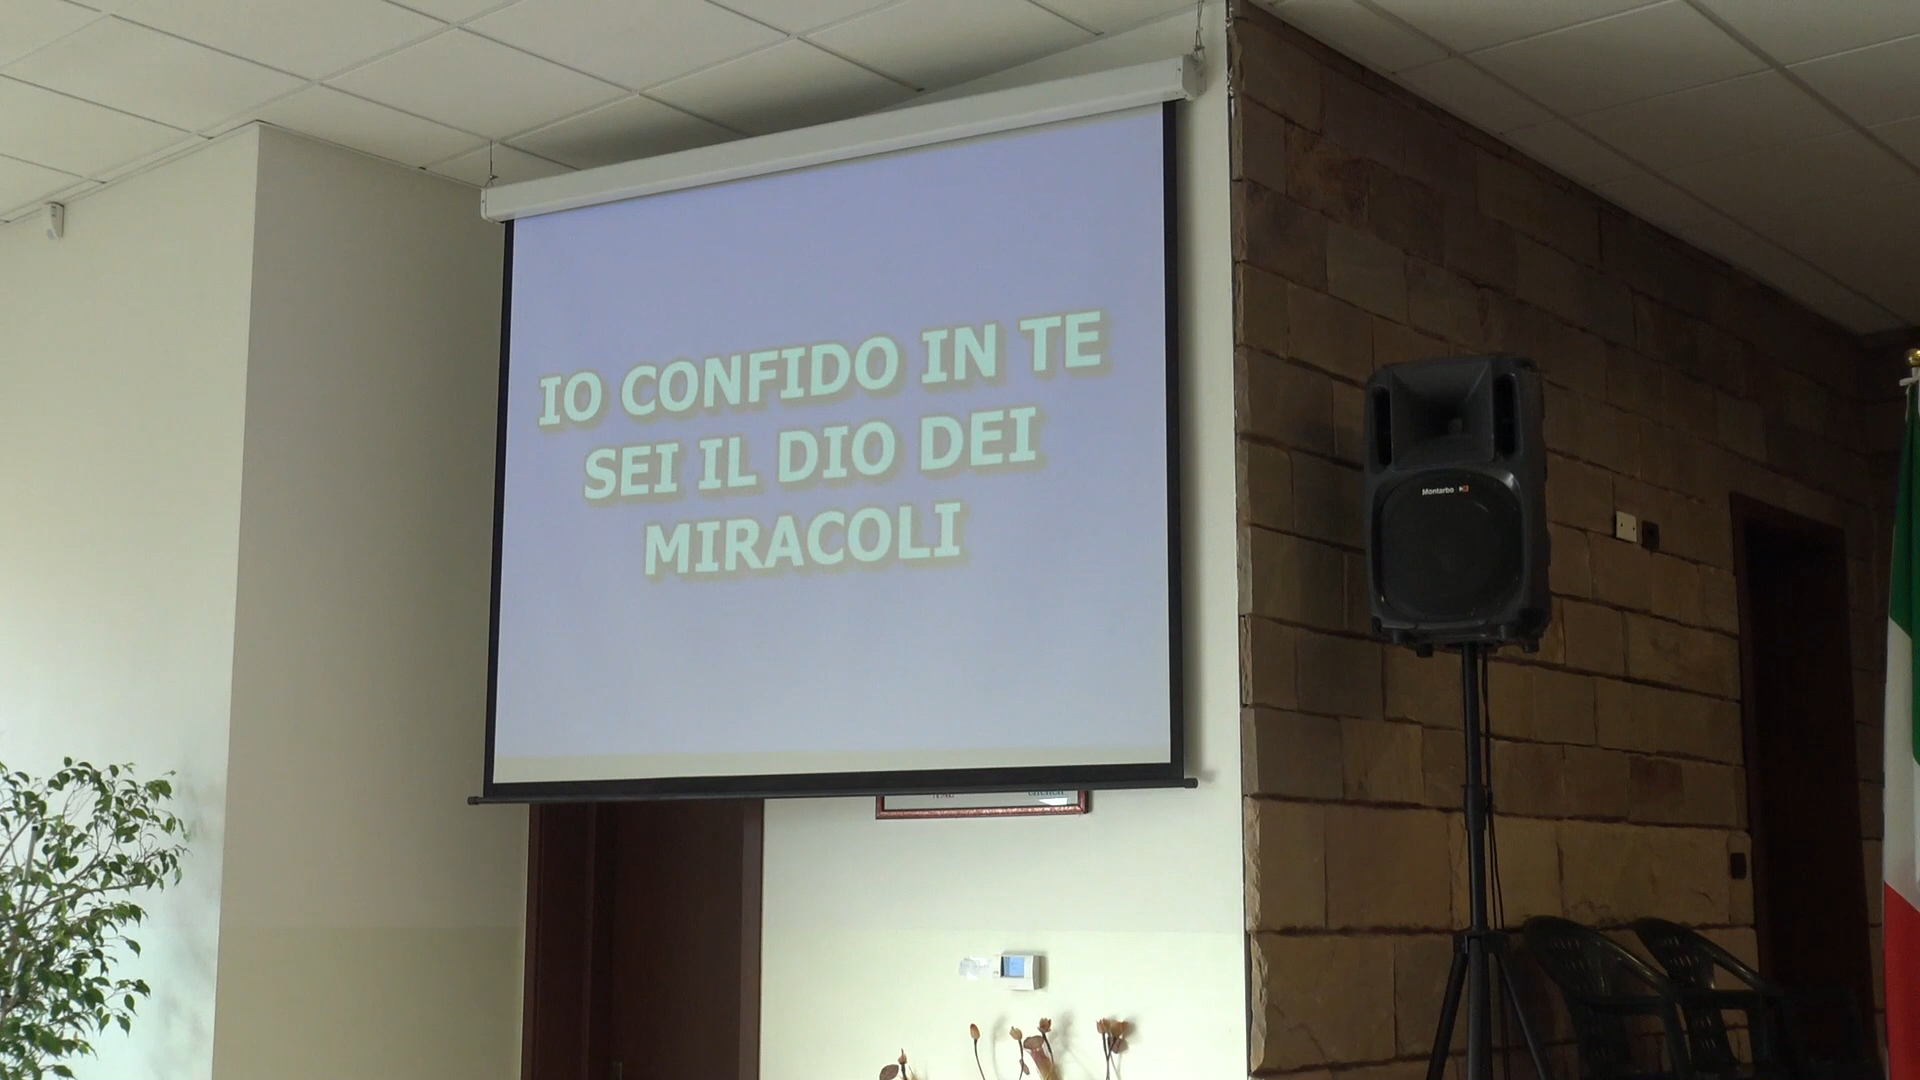 IO CONFIDO IN TE
SEI IL DIO DEI
MIRACOLI
Montarbo